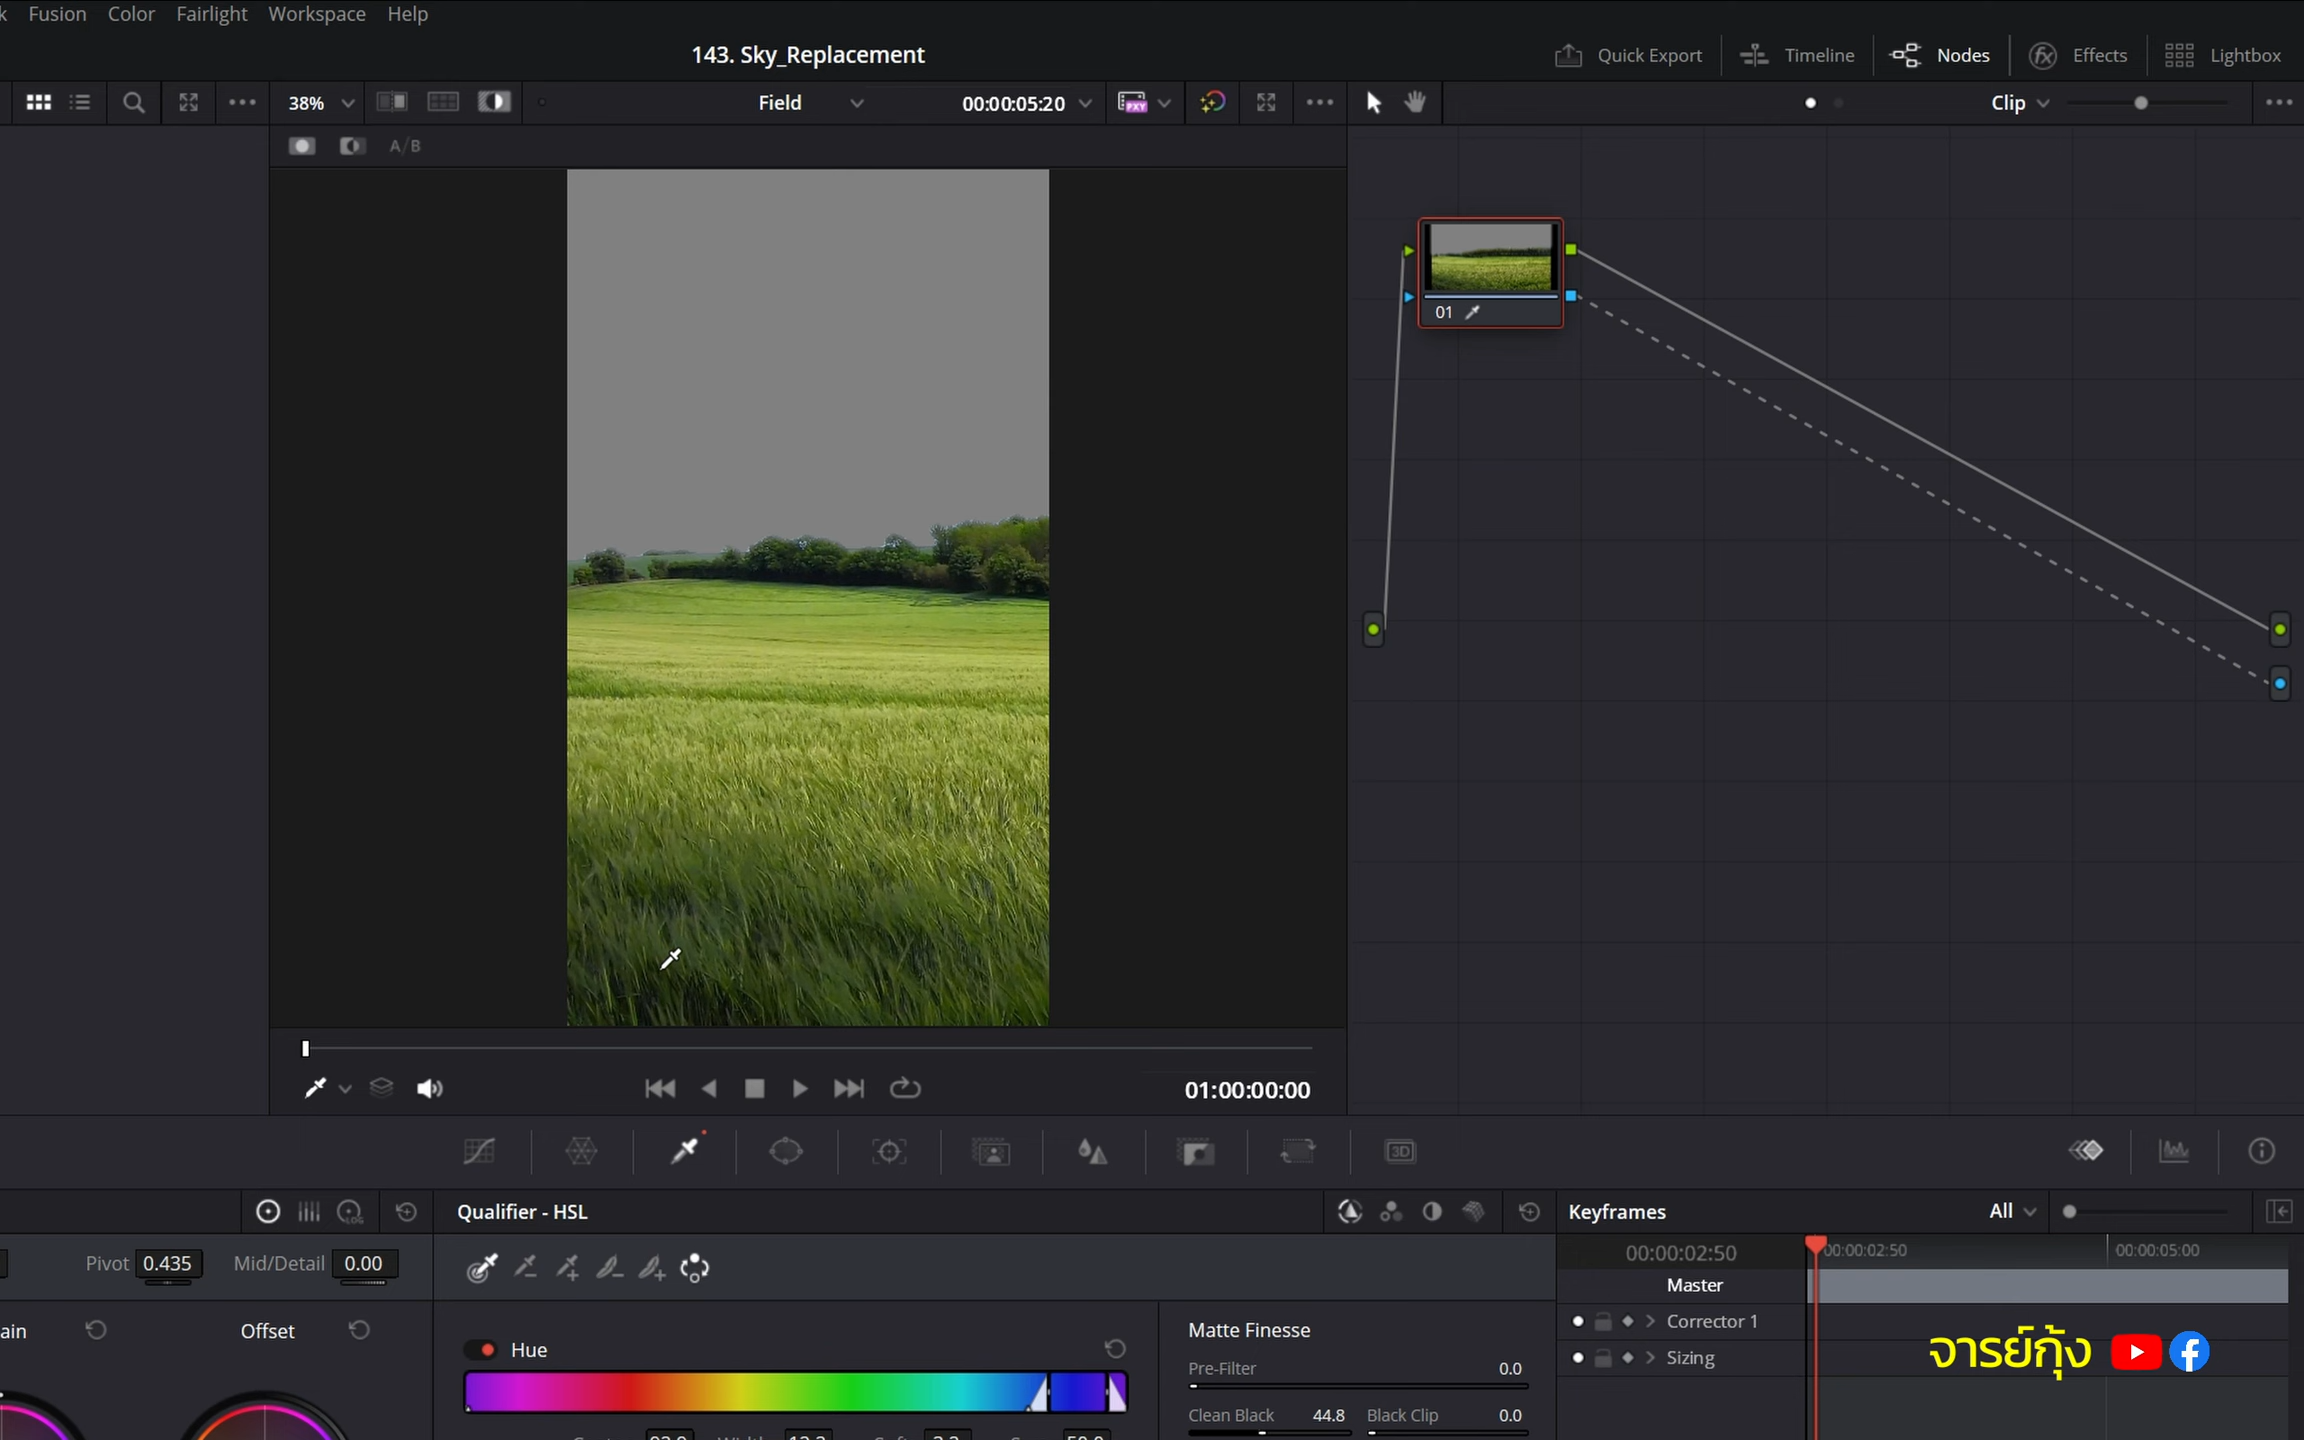 Fusion Color Fairlight Workspace Help
143. Sky_Replacement
Quick Export Timeline Nodes Effects Lightbox
38% Field 00:00:05:20 Clip
A/B
01
01:00:00:00
3D
Qualifier - HSL
Keyframes
All
Pivot 0.435 Mid/Detail 0.00
00:00:02:50
00:00:02:50
00:00:05:00
Master
Offset
Hue
Matte Finesse
Corrector 1
Pre-Filter 0.0
Sizing
Clean Black 44.8 Black Clip 0.0
จารย์กุ้ง